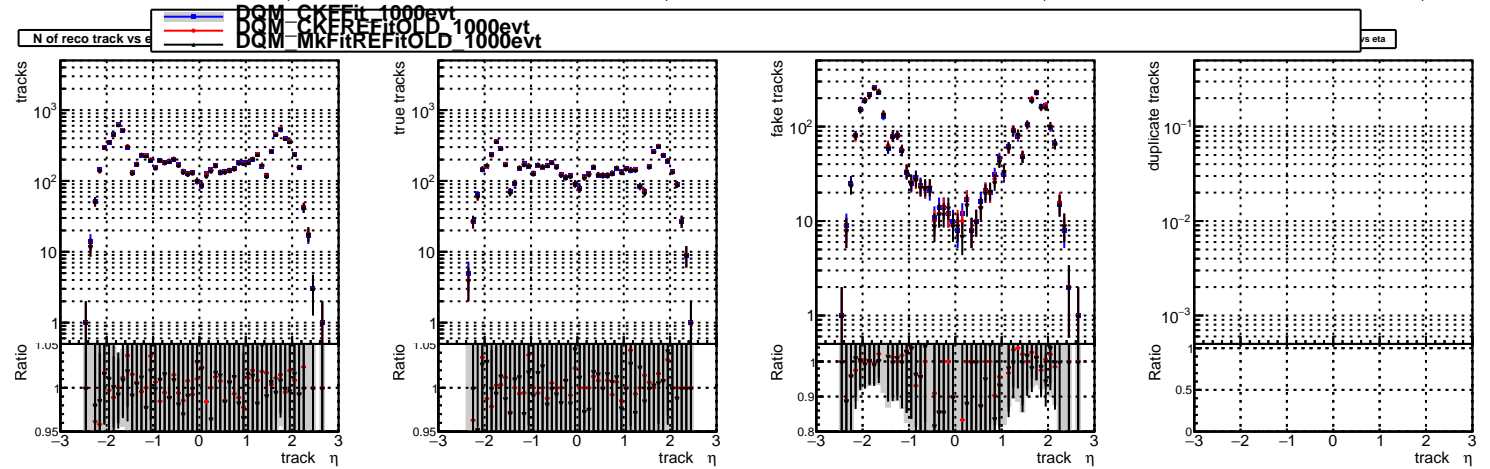 DQM_CKFFit_1000evt
DQM_CKFREFitOLD_1000evt
DQM_MkFitREFitOLD_1000evt
N of reco track vs e
vs eta
tracks
10³
10²
10
1
Ratio
1.05
1
0.95
−3 −2 −1 0 1 2 3
track η
true tracks
10³
10²
10
1
Ratio
1.05
1
0.95
−3 −2 −1 0 1 2 3
track η
fake tracks
10²
10
1
Ratio
1
0.9
0.8
−3 −2 −1 0 1 2 3
track η
duplicate tracks
10⁻¹
10⁻²
10⁻³
Ratio
1
0.5
0
−3 −2 −1 0 1 2 3
track η